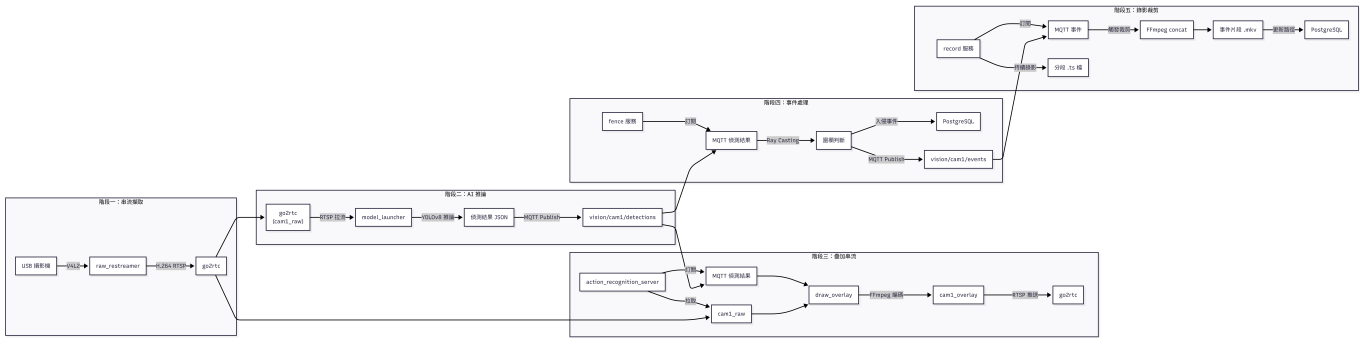 階段一：串流擷取
USB 攝影機
V4L2
raw_restreamer
H.264 RTSP
go2rtc
階段二：AI 推論
go2rtc
(cam1_raw)
RTSP 拉流
model_launcher
YOLOv8 推論
偵測結果 JSON
MQTT Publish
vision/cam1/detections
階段三：疊加串流
action_recognition_server
訂閱
拉取
MQTT 偵測結果
cam1_raw
draw_overlay
FFmpeg 編碼
cam1_overlay
RTSP 推送
go2rtc
階段四：事件處理
fence 服務
訂閱
MQTT 偵測結果
Ray Casting
圍欄判斷
入侵事件
MQTT Publish
PostgreSQL
vision/cam1/events
階段五：錄影裁剪
record 服務
訂閱
持續錄影
MQTT 事件
分段 .ts 檔
觸發裁剪
FFmpeg concat
事件片段 .mkv
更新路徑
PostgreSQL